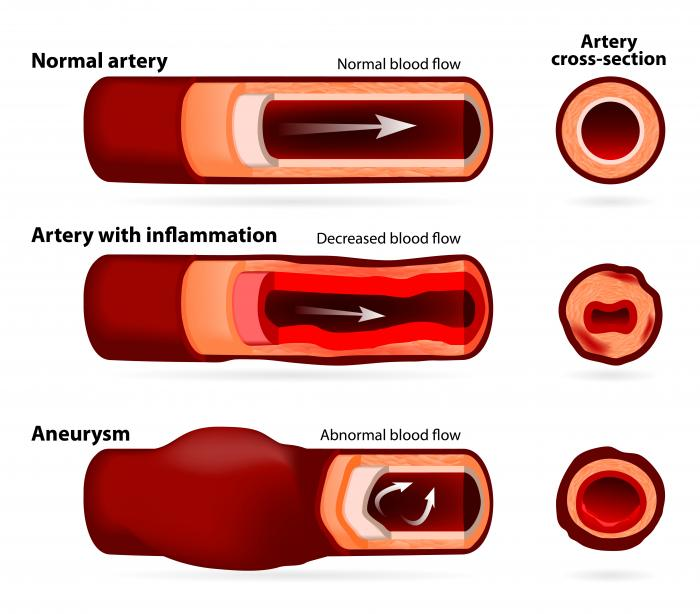 Normal artery
Normal blood flow
Artery
cross-section
Artery with inflammation
Decreased blood flow
Aneurysm
Abnormal blood flow